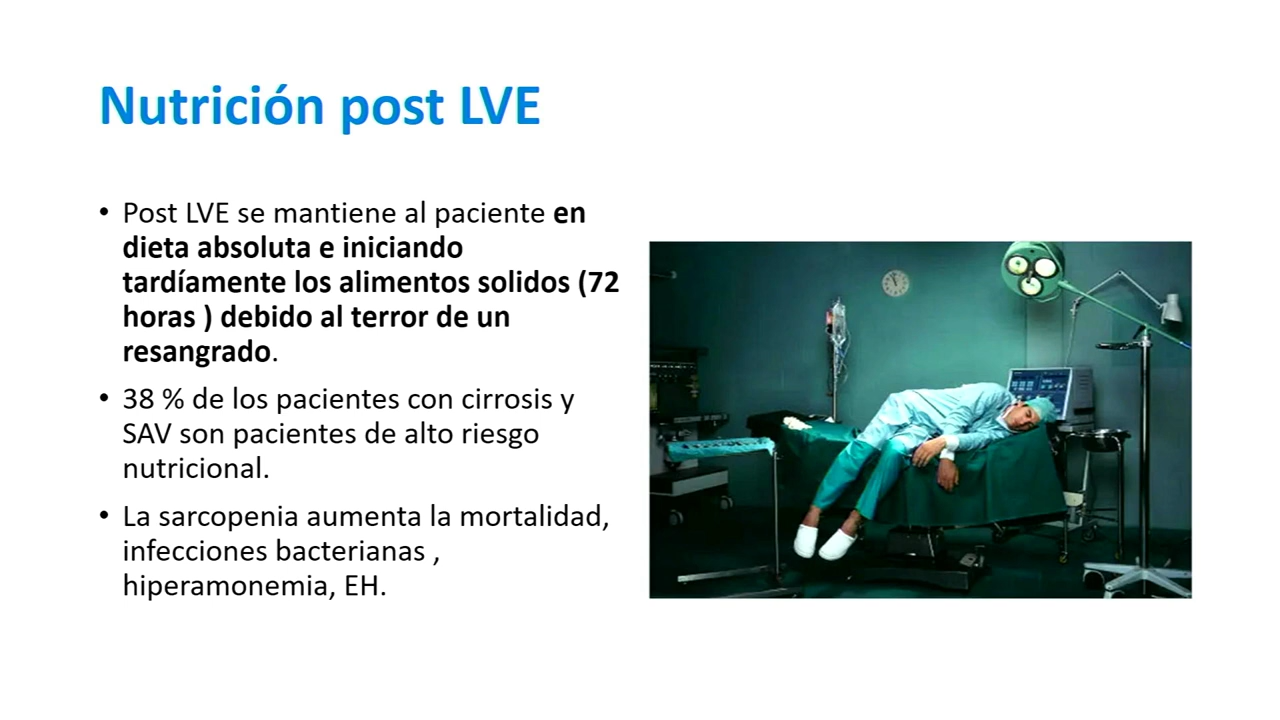 Nutrición post LVE
• Post LVE se mantiene al paciente en
dieta absoluta e iniciando
tardíamente los alimentos solidos (72
horas ) debido al terror de un
resangrado.
• 38 % de los pacientes con cirrosis y
SAV son pacientes de alto riesgo
nutricional.
• La sarcopenia aumenta la mortalidad,
infecciones bacterianas ,
hiperamonemia, EH.